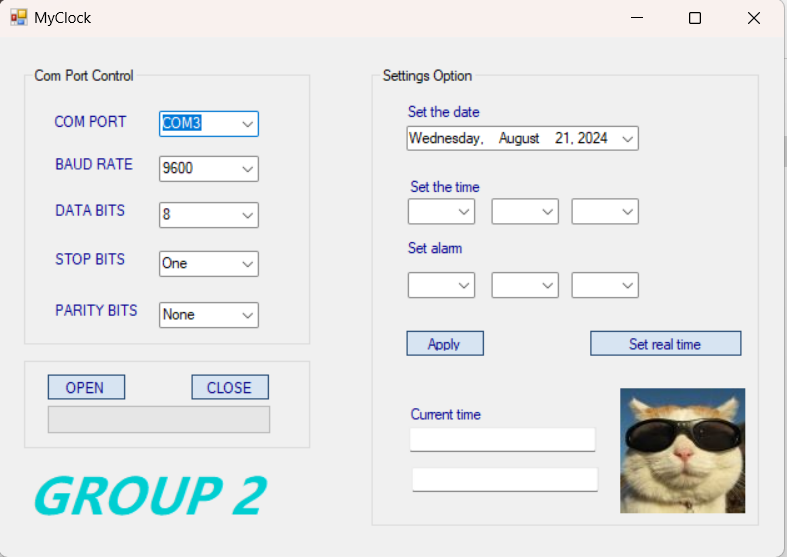 MyClock
Com Port Control
COM PORT
COM3
BAUD RATE
9600
DATA BITS
8
STOP BITS
One
PARITY BITS
None
OPEN
CLOSE
GROUP 2
Settings Option
Set the date
Wednesday, August 21, 2024
Set the time
Set alarm
Apply
Set real time
Current time